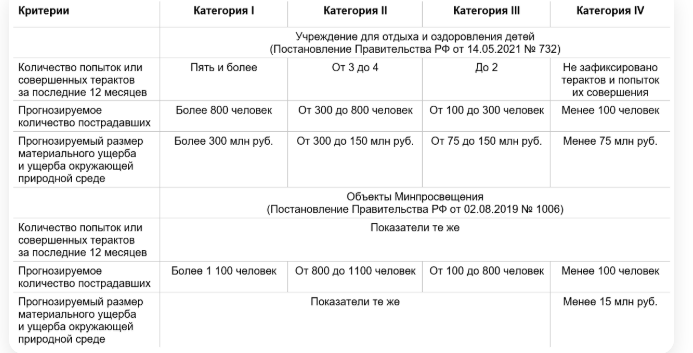 Критерии Категория I Категория II Категория III Категория IV
Учреждение для отдыха и оздоровления детей
(Постановление Правительства РФ от 14.05.2021 № 732)
Количество попыток или Пять и более От 3 до 4 До 2 Не зафиксировано
совершенных терактов терактов и попыток
за последние 12 месяцев их совершения
Прогнозируемое Более 800 человек От 300 до 800 человек От 100 до 300 человек Менее 100 человек
количество пострадавших
Прогнозируемый размер Более 300 млн руб. От 300 до 150 млн руб. От 75 до 150 млн руб. Менее 75 млн руб.
материального ущерба
и ущерба окружающей
природной среде
Объекты Минпросвещения
(Постановление Правительства РФ от 02.08.2019 № 1006)
Количество попыток или Показатели те же
совершенных терактов
за последние 12 месяцев
Прогнозируемое Более 1 100 человек От 800 до 1100 человек От 100 до 800 человек Менее 100 человек
количество пострадавших
Прогнозируемый размер Показатели те же Менее 15 млн руб.
материального ущерба
и ущерба окружающей
природной среде